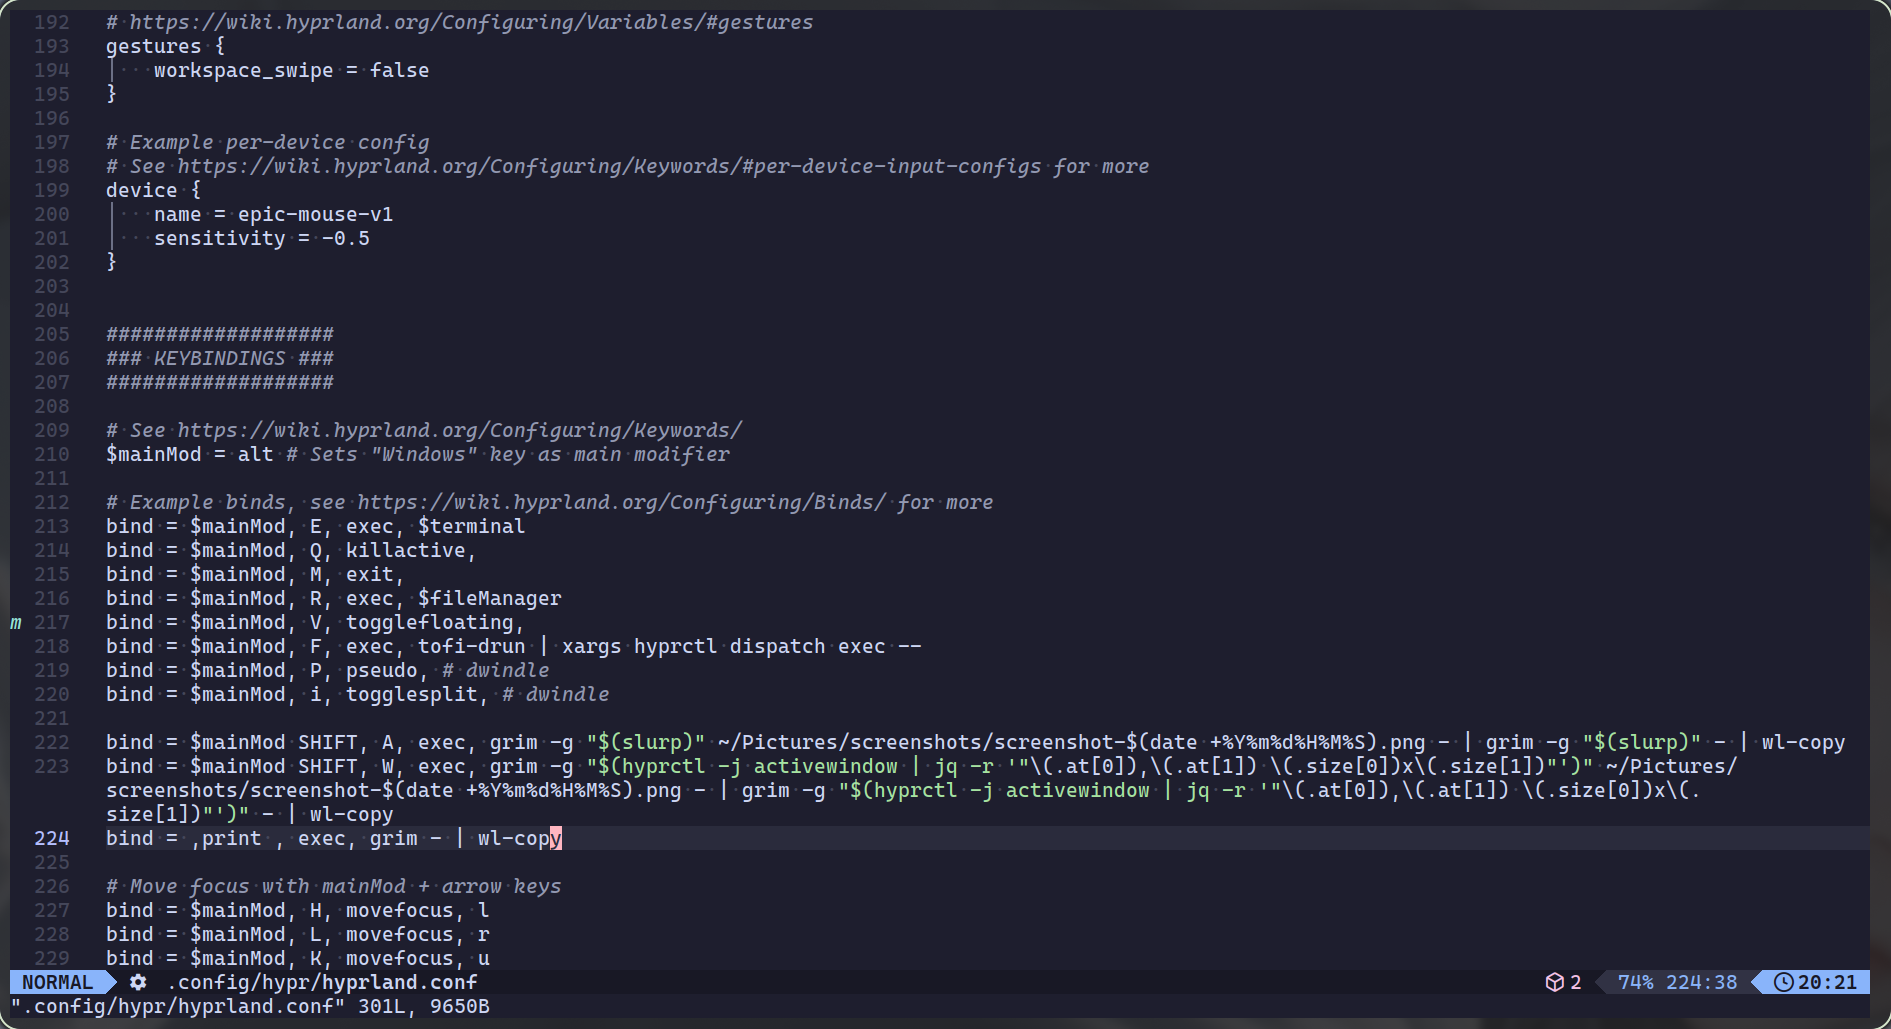 192 # https://wiki.hyprland.org/Configuring/Variables/#gestures
193 gestures {
194     workspace_swipe = false
195 }
196
197 # Example per-device config
198 # See https://wiki.hyprland.org/Configuring/Keywords/#per-device-input-configs for more
199 device {
200     name = epic-mouse-v1
201     sensitivity = -0.5
202 }
203
204
205 ###################
206 ### KEYBINDINGS ###
207 ###################
208
209 # See https://wiki.hyprland.org/Configuring/Keywords/
210 $mainMod = alt # Sets "Windows" key as main modifier
211
212 # Example binds, see https://wiki.hyprland.org/Configuring/Binds/ for more
213 bind = $mainMod, E, exec, $terminal
214 bind = $mainMod, Q, killactive,
215 bind = $mainMod, M, exit,
216 bind = $mainMod, R, exec, $fileManager
m 217 bind = $mainMod, V, togglefloating,
218 bind = $mainMod, F, exec, tofi-drun | xargs hyprctl dispatch exec --
219 bind = $mainMod, P, pseudo, # dwindle
220 bind = $mainMod, i, togglesplit, # dwindle
221
222 bind = $mainMod SHIFT, A, exec, grim -g "$(slurp)" ~/Pictures/screenshots/screenshot-$(date +%Y%m%d%H%M%S).png - | grim -g "$(slurp)" - | wl-copy
223 bind = $mainMod SHIFT, W, exec, grim -g "$(hyprctl -j activewindow | jq -r '"\(.at[0]),\(.at[1]) \(.size[0])x\(.size[1])"')" ~/Pictures/
screenshots/screenshot-$(date +%Y%m%d%H%M%S).png - | grim -g "$(hyprctl -j activewindow | jq -r '"\(.at[0]),\(.at[1]) \(.size[0])x\(.
size[1])"')" - | wl-copy
224 bind = ,print , exec, grim - | wl-copy
225
226 # Move focus with mainMod + arrow keys
227 bind = $mainMod, H, movefocus, l
228 bind = $mainMod, L, movefocus, r
229 bind = $mainMod, K, movefocus, u
NORMAL .config/hypr/hyprland.conf 2 74% 224:38 20:21
".config/hypr/hyprland.conf" 301L, 9650B